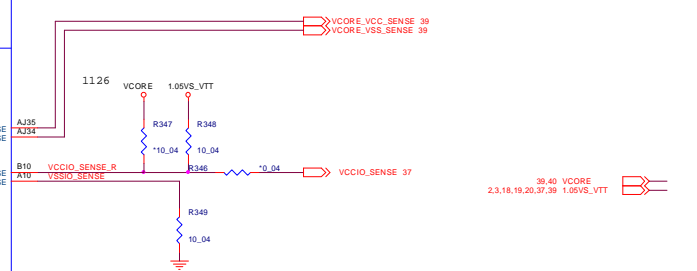 VCORE_VCC_SENSE 39
VCORE_VSS_SENSE 39
1126
VCORE 1.05VS_VTT
AJ35
AJ34
R347 R348
*10_04 10_04
B10 VCCIO_SENSE_R R346 *0_04 VCCIO_SENSE 37
A10 VSSIO_SENSE
39,40 VCORE
2,3,18,19,20,37,39 1.05VS_VTT
R349
10_04